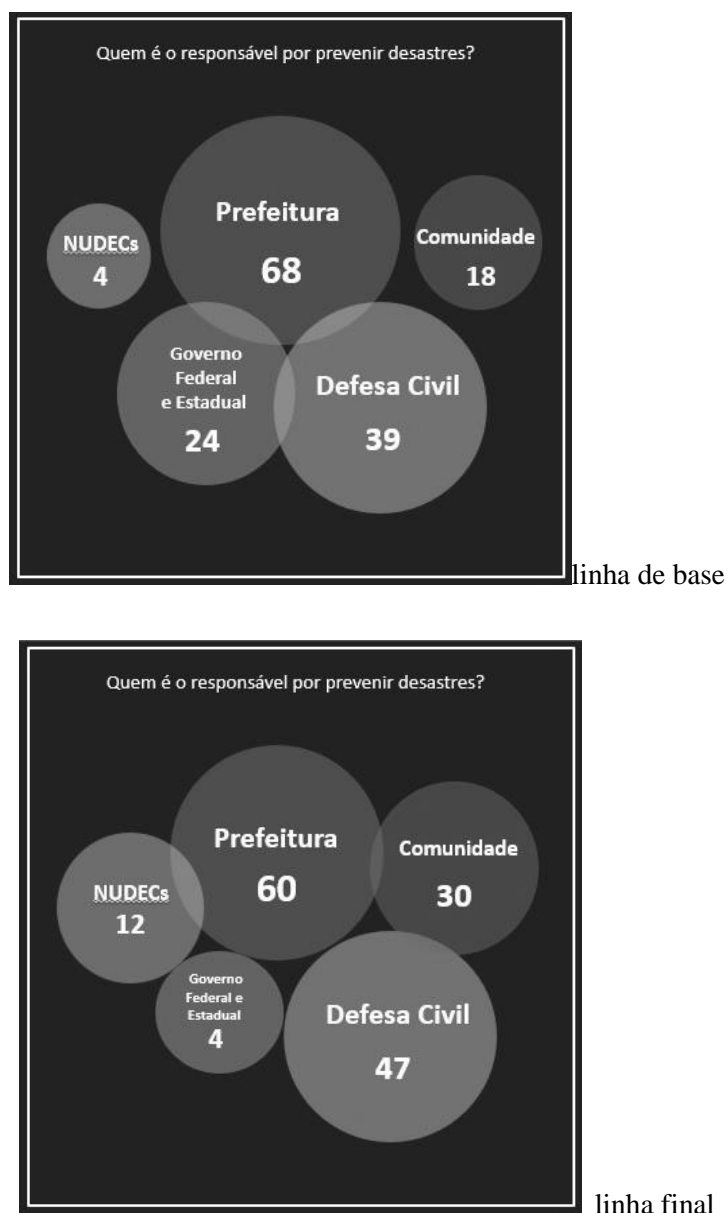 Quem é o responsável por prevenir desastres?
Prefeitura
68
NUDECs
4
Comunidade
18
Governo
Federal
e Estadual
24
Defesa Civil
39
linha de base
Quem é o responsável por prevenir desastres?
Prefeitura
60
Comunidade
30
NUDECs
12
Governo
Federal e
Estadual
4
Defesa Civil
47
linha final